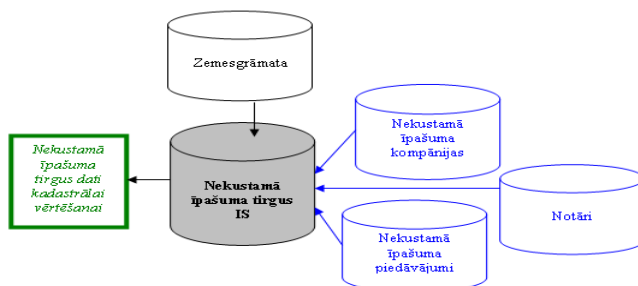 Zemesgrāmata
Nekustamā
īpašuma
kompānijas
Nekustamā
īpašuma
tirgus dati
kadastrālai
vērtēšanai
Nekustamā
īpašuma tirgus
IS
Notāri
Nekustamā
īpašuma
piedāvājumi